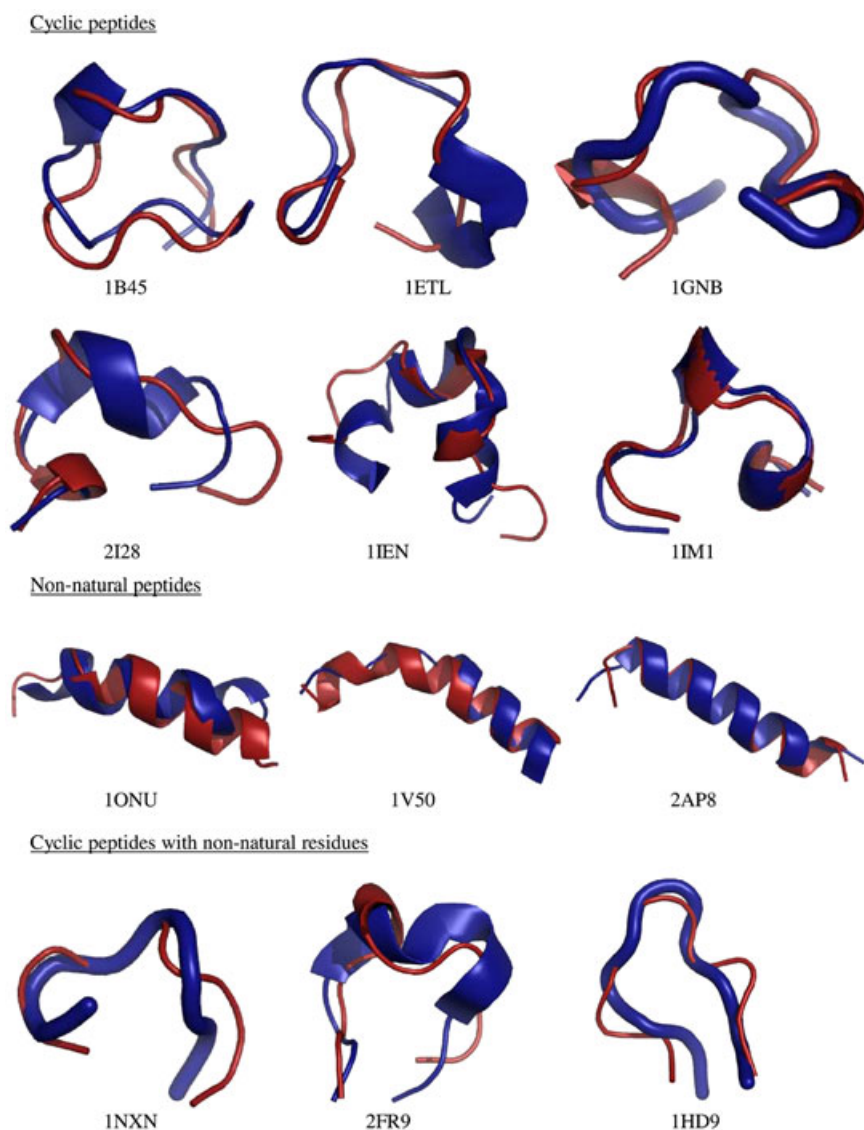 Cyclic peptides
1B45 1ETL 1GNB
2I28 1IEN 1IM1
Non-natural peptides
1ONU 1V50 2AP8
Cyclic peptides with non-natural residues
1NXN 2FR9 1HD9